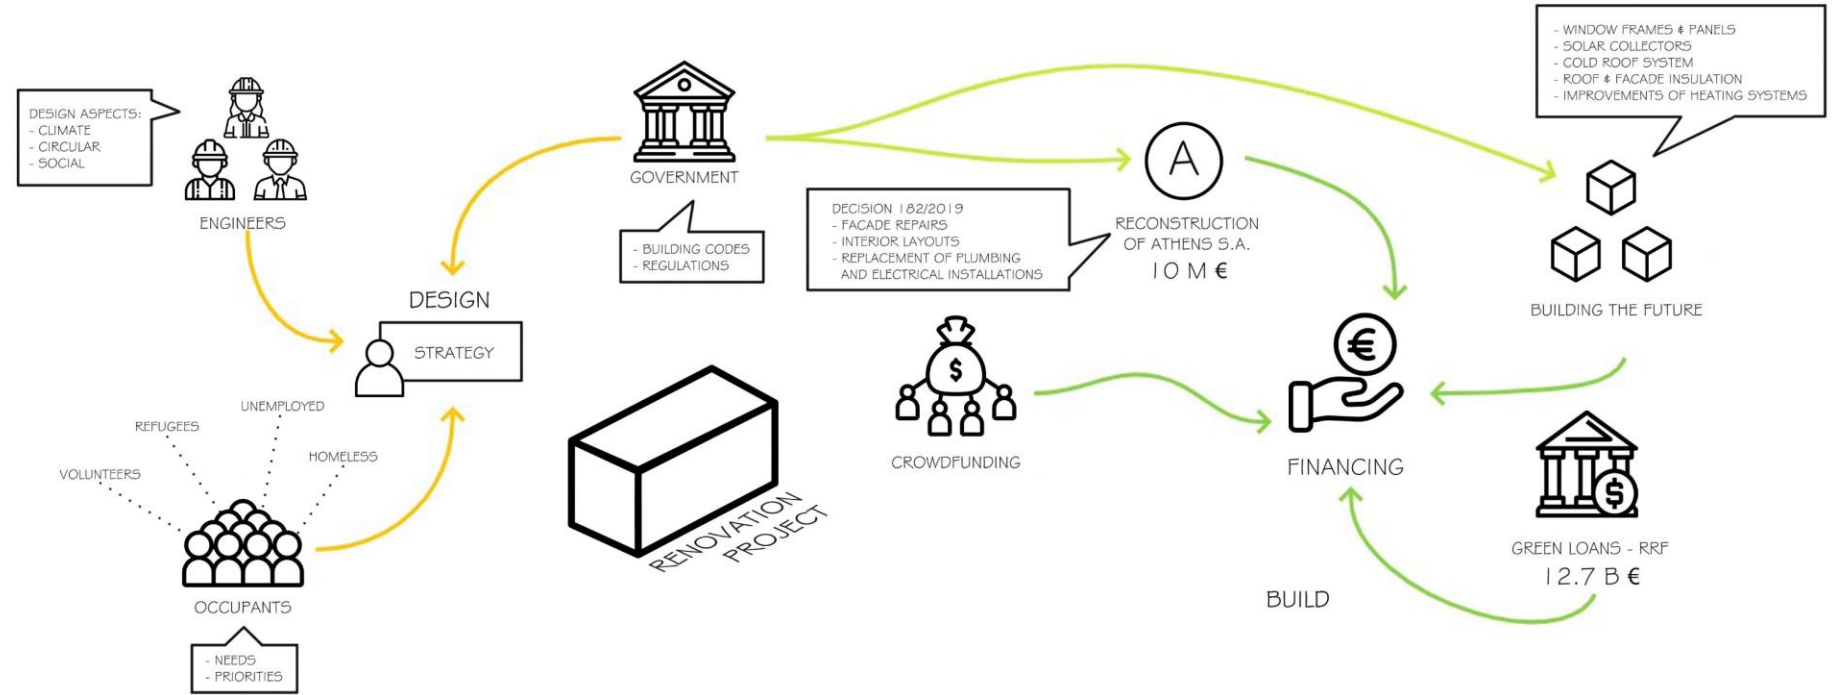 DESIGN ASPECTS:
- CLIMATE
- CIRCULAR
- SOCIAL
ENGINEERS
GOVERNMENT
- BUILDING CODES
- REGULATIONS
DESIGN
STRATEGY
UNEMPLOYED
REFUGEES
HOMELESS
VOLUNTEERS
OCCUPANTS
- NEEDS
- PRIORITIES
RENOVATION
PROJECT
DECISION 182/2019
- FACADE REPAIRS
- INTERIOR LAYOUTS
- REPLACEMENT OF PLUMBING
AND ELECTRICAL INSTALLATIONS
A
RECONSTRUCTION
OF ATHENS S.A.
10 M €
$
CROWDFUNDING
- WINDOW FRAMES & PANELS
- SOLAR COLLECTORS
- COLD ROOF SYSTEM
- ROOF & FACADE INSULATION
- IMPROVEMENTS OF HEATING SYSTEMS
BUILDING THE FUTURE
€
FINANCING
$
GREEN LOANS - RRF
12.7 B €
BUILD